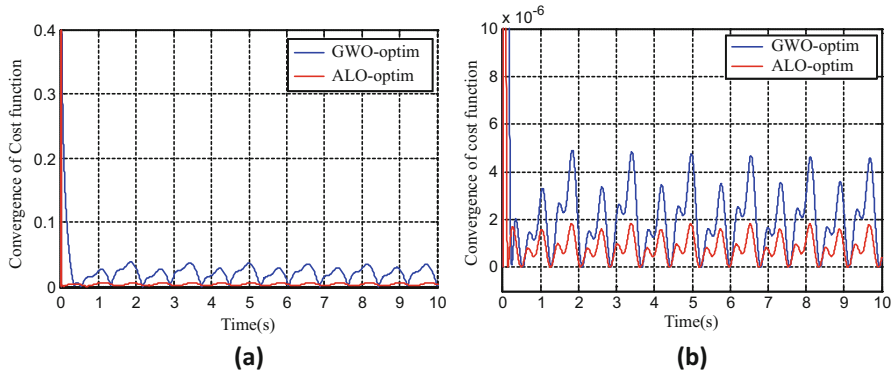 Convergence of Cost function
0.4
0.3
0.2
0.1
0
GWO-optim
ALO-optim
0 1 2 3 4 5 6 7 8 9 10
Time(s)
(a)
Convergence of cost function
10 x 10^-6
8
6
4
2
0
GWO-optim
ALO-optim
0 1 2 3 4 5 6 7 8 9 10
Time(s)
(b)